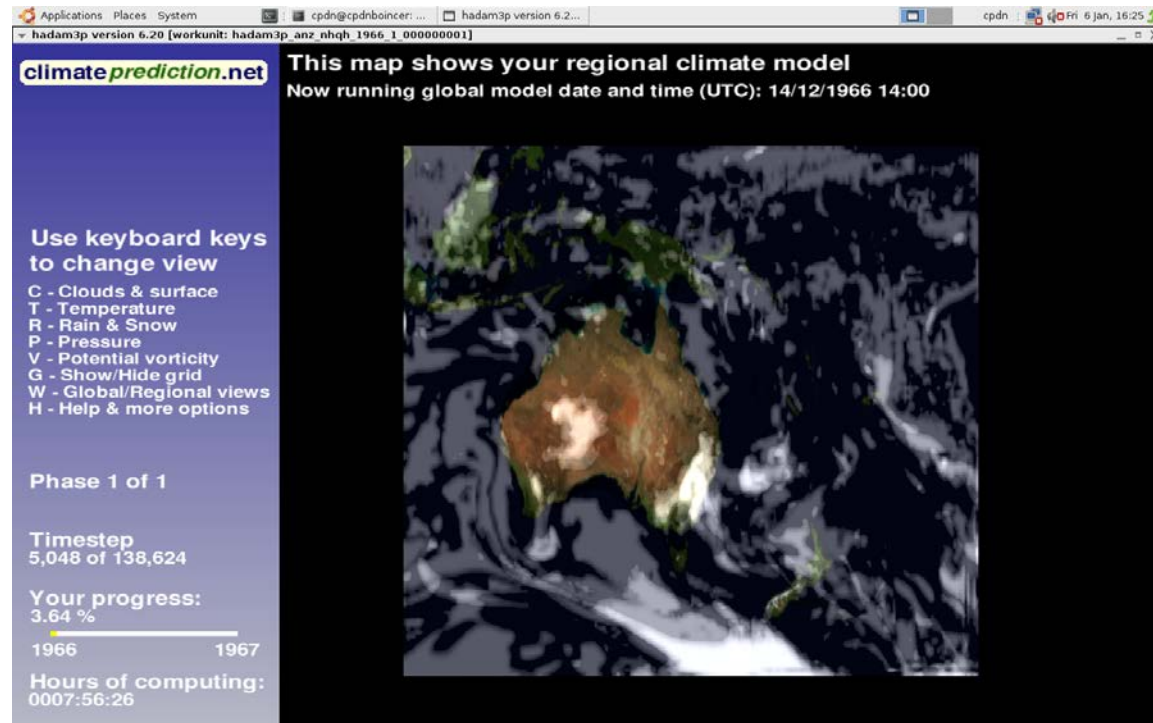 Applications Places System
cpdn@cpdnboincer: ...
hadam3p version 6.2...
cpdn
Fri 6 Jan, 16:25
hadam3p version 6.20 [workunit: hadam3p_anz_nhqh_1966_1_000000001]
climateprediction.net
This map shows your regional climate model
Now running global model date and time (UTC): 14/12/1966 14:00
Use keyboard keys
to change view
C - Clouds & surface
T - Temperature
R - Rain & Snow
P - Pressure
V - Potential vorticity
G - Show/Hide grid
W - Global/Regional views
H - Help & more options
Phase 1 of 1
Timestep
5,048 of 138,624
Your progress:
3.64 %
1966 1967
Hours of computing:
0007:56:26